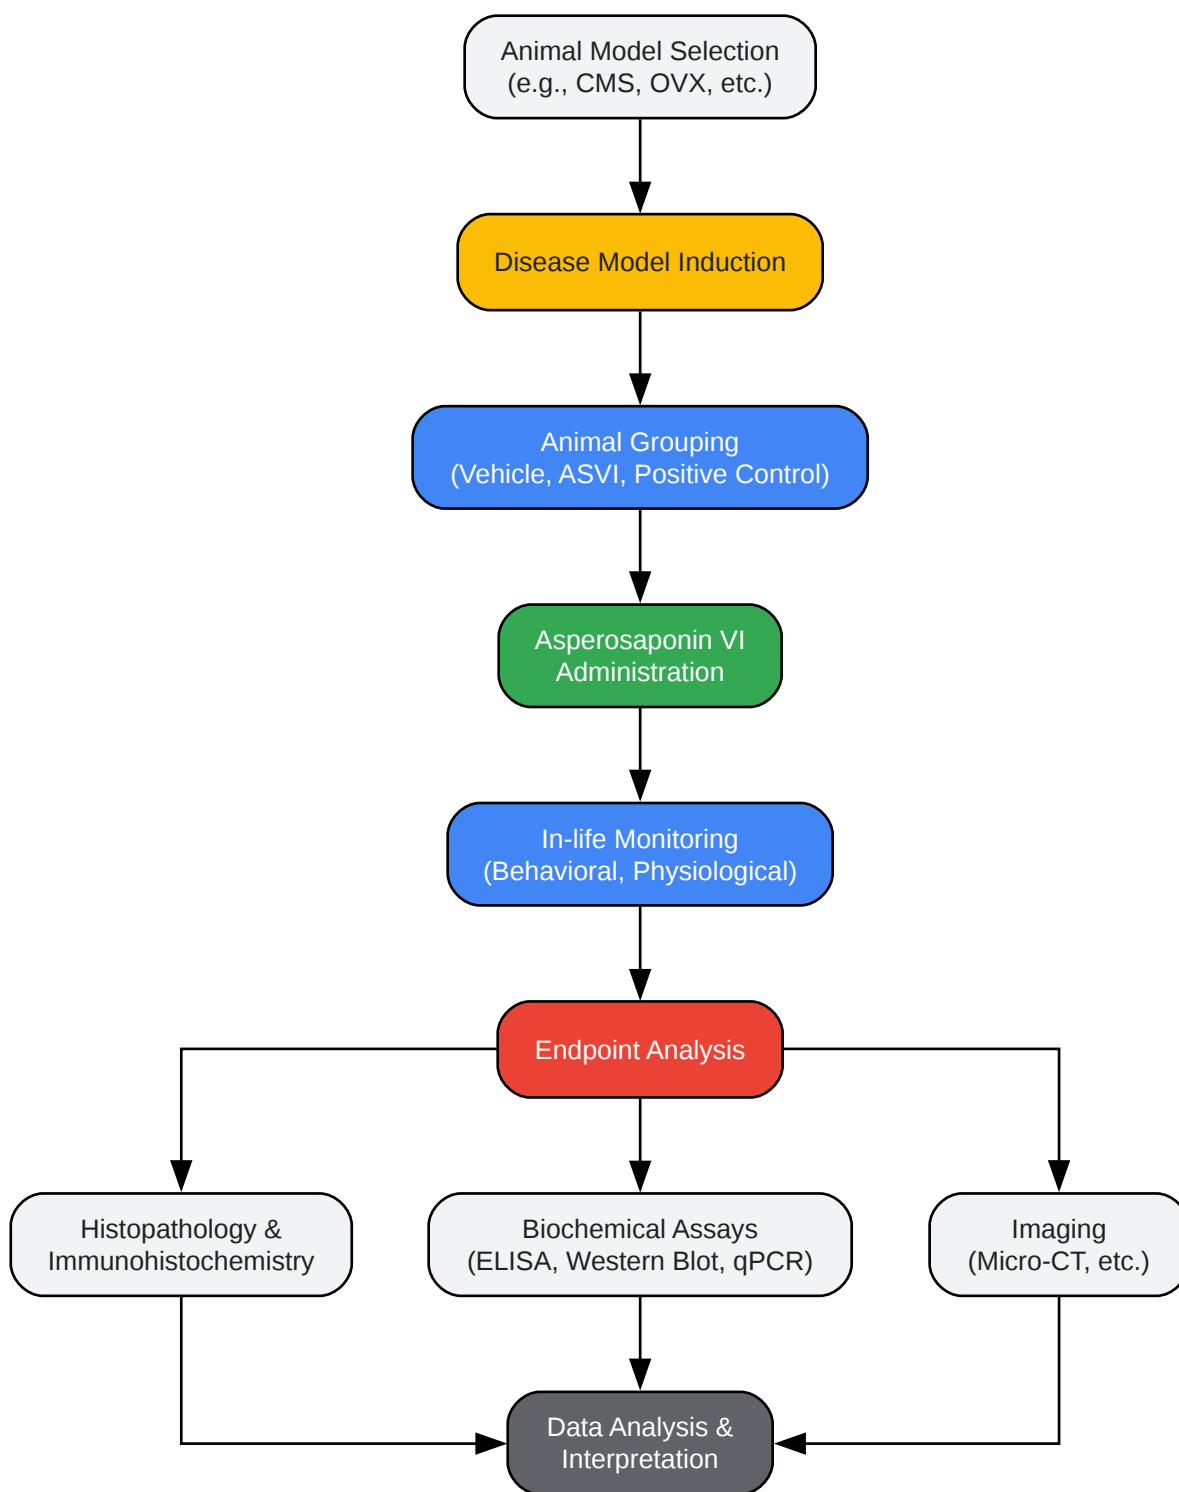 Animal Model Selection
(e.g., CMS, OVX, etc.)
Disease Model Induction
Animal Grouping
(Vehicle, ASVI, Positive Control)
Asperosaponin VI
Administration
In-life Monitoring
(Behavioral, Physiological)
Endpoint Analysis
Histopathology &
Immunohistochemistry
Biochemical Assays
(ELISA, Western Blot, qPCR)
Imaging
(Micro-CT, etc.)
Data Analysis &
Interpretation